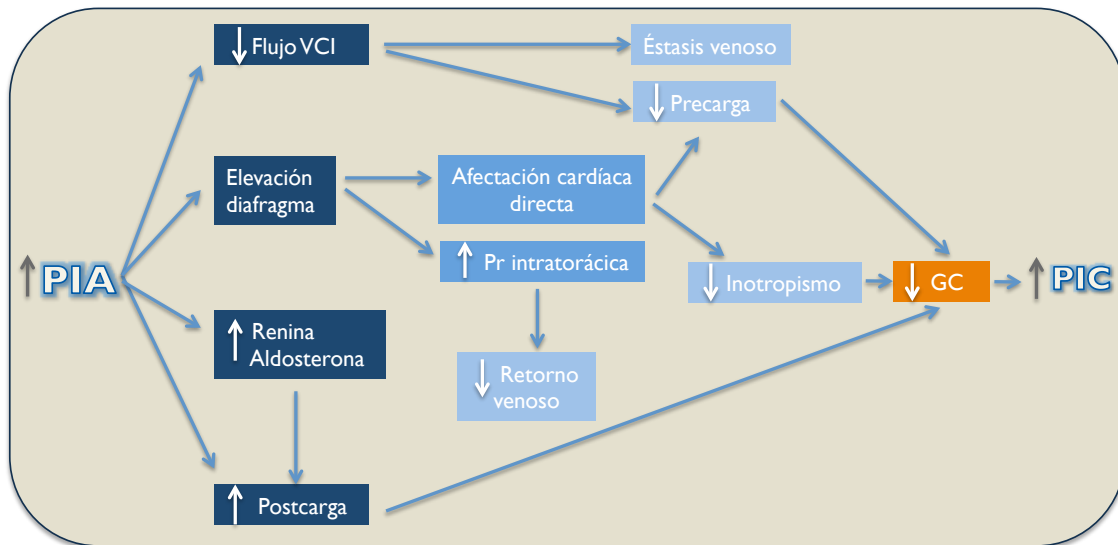 Flujo VCI
Éstasis venoso
Precarga
Elevación
diafragma
Afectación cardíaca
directa
Pr intratorácica
PIA
Inotropismo
GC
PIC
Renina
Aldosterona
Retorno
venoso
Postcarga